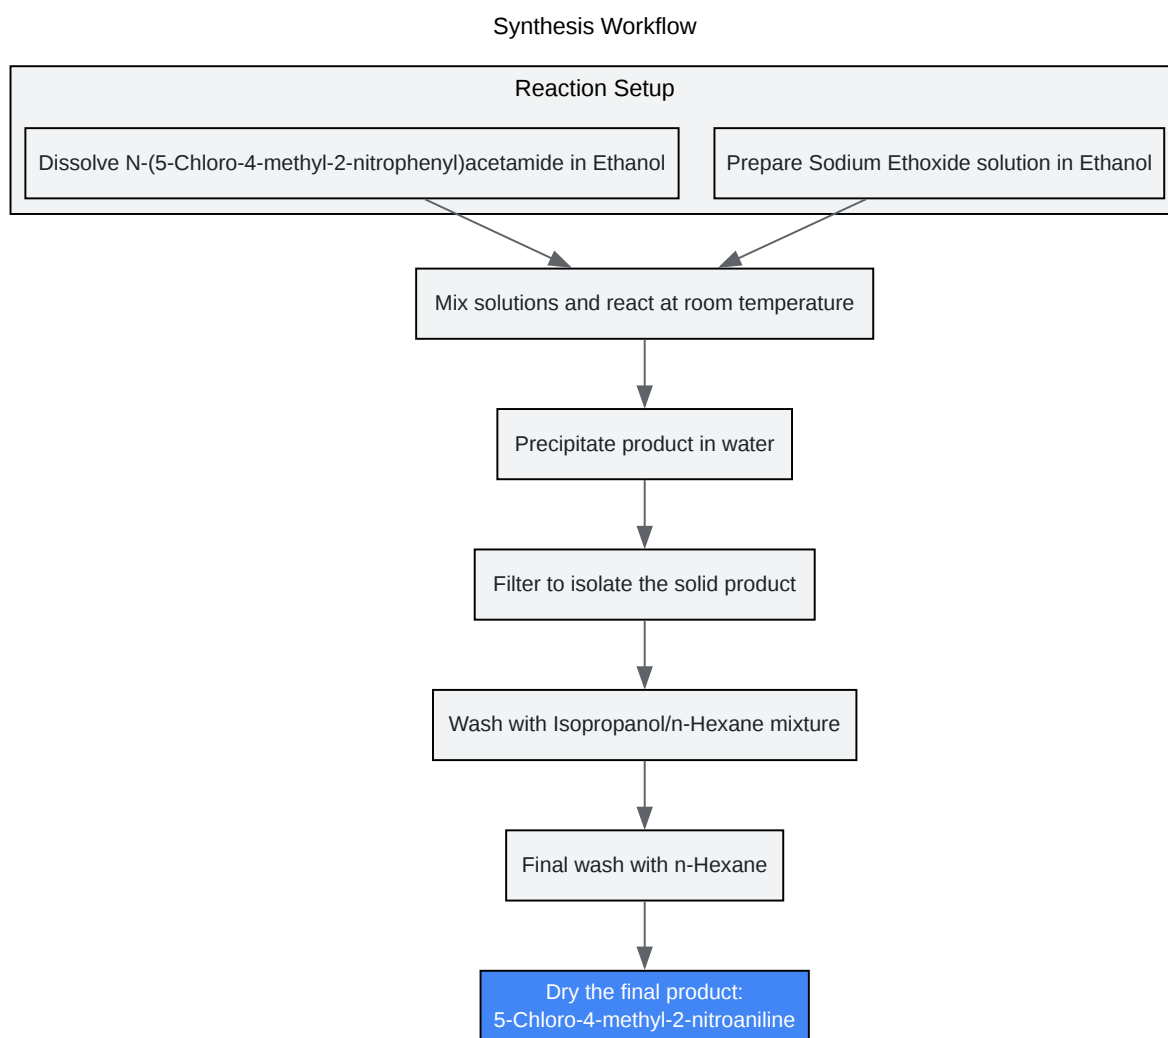 Synthesis Workflow
Reaction Setup
Dissolve N-(5-Chloro-4-methyl-2-nitrophenyl)acetamide in Ethanol
Prepare Sodium Ethoxide solution in Ethanol
Mix solutions and react at room temperature
Precipitate product in water
Filter to isolate the solid product
Wash with Isopropanol/n-Hexane mixture
Final wash with n-Hexane
Dry the final product:
5-Chloro-4-methyl-2-nitroaniline